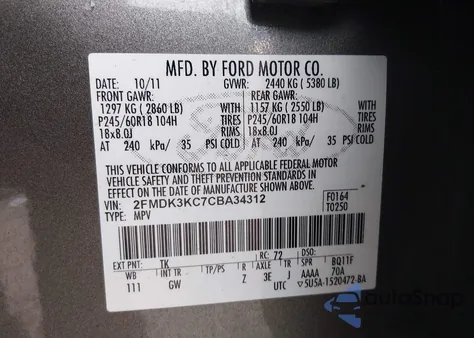 MFD. BY FORD MOTOR CO.
DATE: 10/11 GVWR: 2440 KG ( 5380 LB)
FRONT GAWR: REAR GAWR:
1297 KG (2860 LB) WITH 1157 KG (2550 LB) WITH
P245/60R18 104H TIRES P245/60R18 104H TIRES
18x8.0J RIMS 18x8.0J RIMS
AT 240 kPa/ 35 PSI COLD AT 240 kPa/ 35 PSI COLD
THIS VEHICLE CONFORMS TO ALL APPLICABLE FEDERAL MOTOR
VEHICLE SAFETY AND THEFT PREVENTION STANDARDS IN EFFECT ON THE DATE OF MANUFACTURE SHOWN ABOVE.
VIN: 2FMDK3KC7CBA34312 F0164
TYPE: MPV T0250
EXT PNT: TK RC: 72 DSO:
WB INT TR TP/PS R AXLE TR SPR BQ11F
111 GW Z 3E J AAAA 70A
UTC ▽5U5A-1520472-BA
AutoSnap